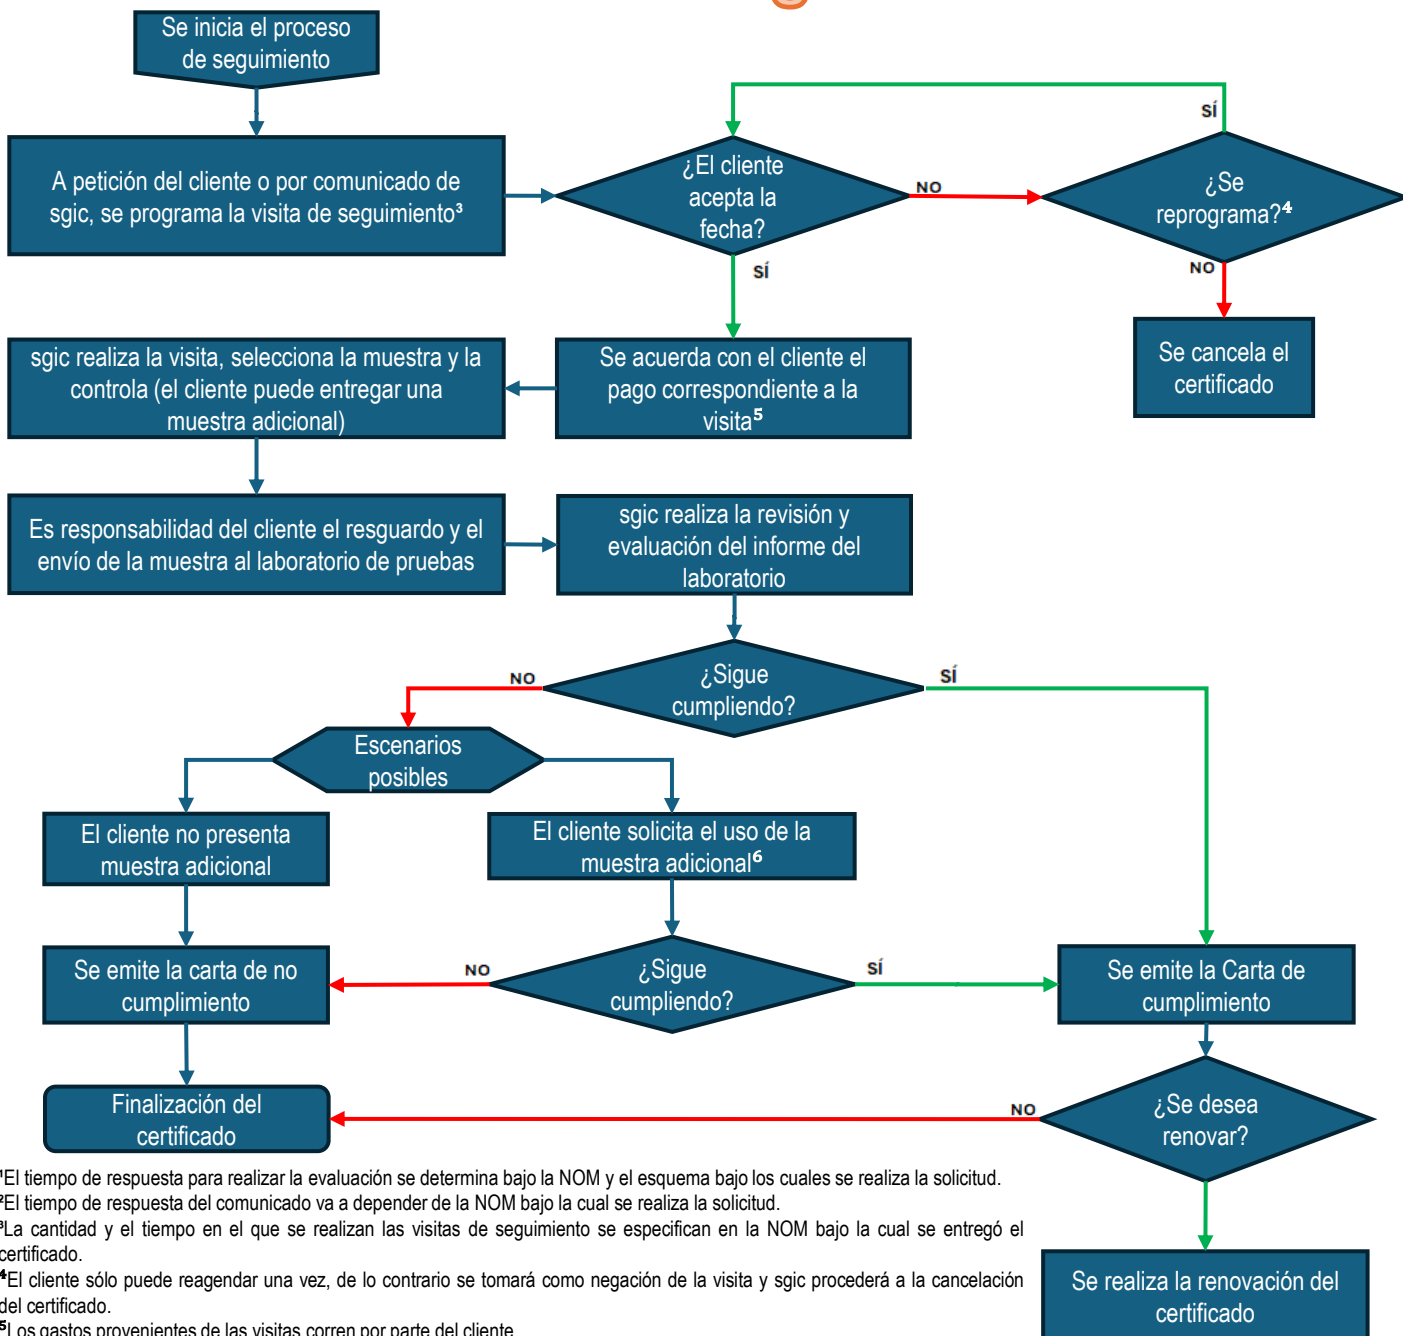 Se inicia el proceso
de seguimiento
A petición del cliente o por comunicado de
sgic, se programa la visita de seguimiento³
¿El cliente
acepta la
fecha?
NO
¿Se
reprograma?⁴
SÍ
SÍ
NO
Se cancela el
certificado
Se acuerda con el cliente el
pago correspondiente a la
visita⁵
sgic realiza la visita, selecciona la muestra y la
controla (el cliente puede entregar una
muestra adicional)
Es responsabilidad del cliente el resguardo y el
envío de la muestra al laboratorio de pruebas
sgic realiza la revisión y
evaluación del informe del
laboratorio
¿Sigue
cumpliendo?
NO
SÍ
Escenarios
posibles
El cliente no presenta
muestra adicional
El cliente solicita el uso de la
muestra adicional⁶
Se emite la carta de no
cumplimiento
NO
¿Sigue
cumpliendo?
SÍ
Se emite la Carta de
cumplimiento
Finalización del
certificado
NO
¿Se desea
renovar?
¹El tiempo de respuesta para realizar la evaluación se determina bajo la NOM y el esquema bajo los cuales se realiza la solicitud.
²El tiempo de respuesta del comunicado va a depender de la NOM bajo la cual se realiza la solicitud.
³La cantidad y el tiempo en el que se realizan las visitas de seguimiento se especifican en la NOM bajo la cual se entregó el
certificado.
⁴El cliente sólo puede reagendar una vez, de lo contrario se tomará como negación de la visita y sgic procederá a la cancelación
del certificado.
⁵Los gastos provenientes de las visitas corren por parte del cliente
Se realiza la renovación del
certificado